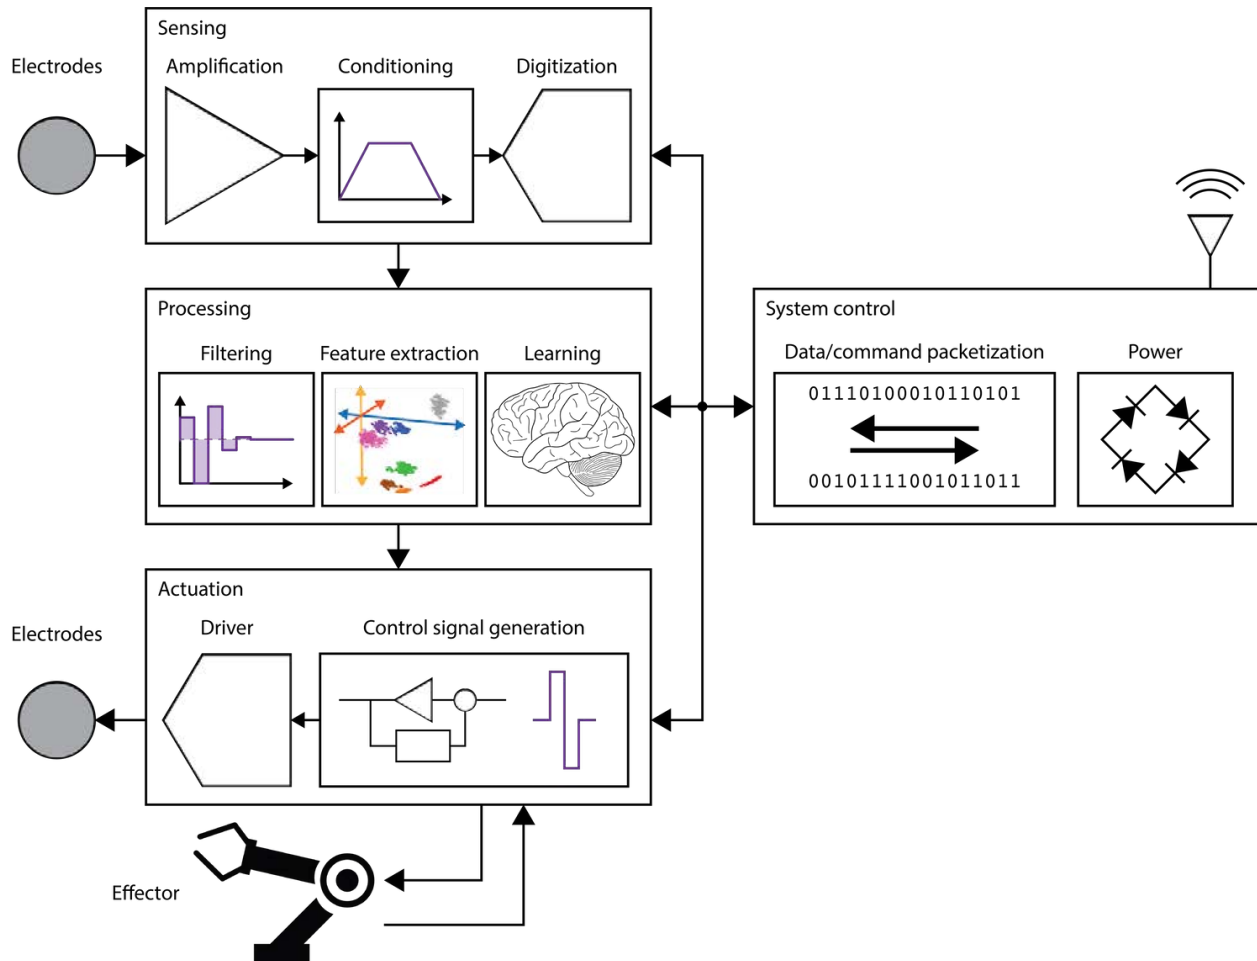 Sensing
Electrodes
Amplification
Conditioning
Digitization
Processing
Filtering
Feature extraction
Learning
System control
Data/command packetization
Power
01110100010110101
00101111001011011
Actuation
Electrodes
Driver
Control signal generation
Effector